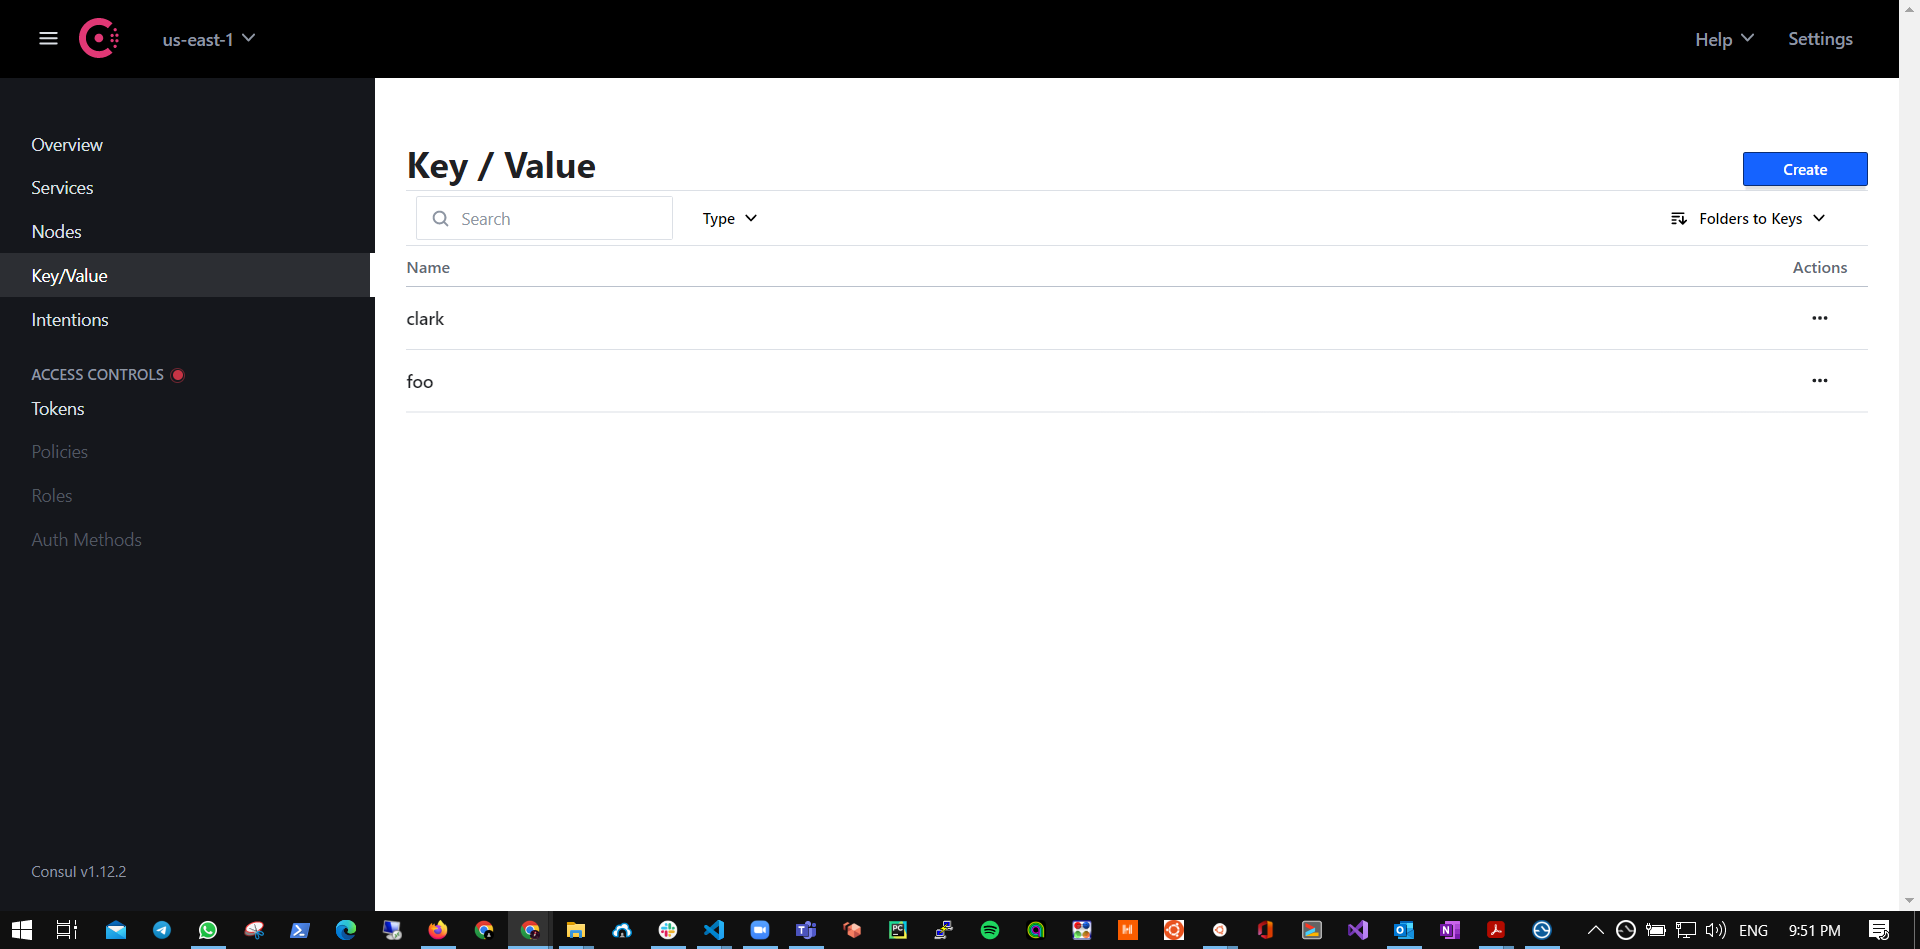 us-east-1
Help
Settings
Overview
Services
Nodes
Key/Value
Intentions
ACCESS CONTROLS
Tokens
Policies
Roles
Auth Methods
Consul v1.12.2
Key / Value
Create
Search
Type
Folders to Keys
Name
Actions
clark
foo
ENG
9:51 PM